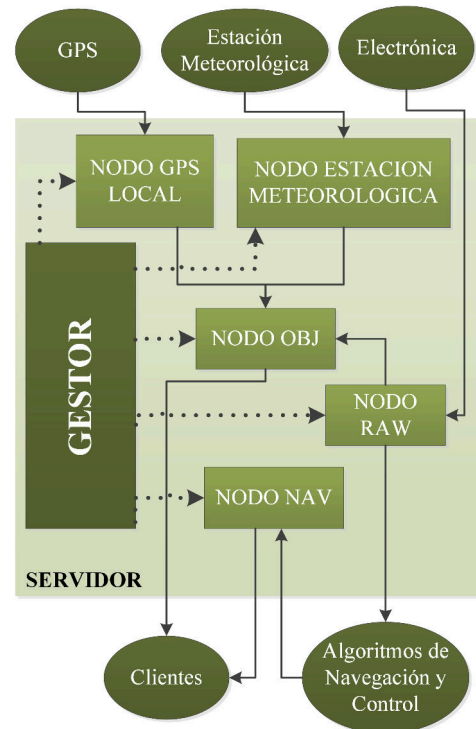 GPS
Estación
Meteorológica
Electrónica
NODO GPS
LOCAL
NODO ESTACION
METEOROLOGICA
GESTOR
NODO OBJ
NODO
RAW
NODO NAV
SERVIDOR
Clientes
Algoritmos de
Navegación y
Control